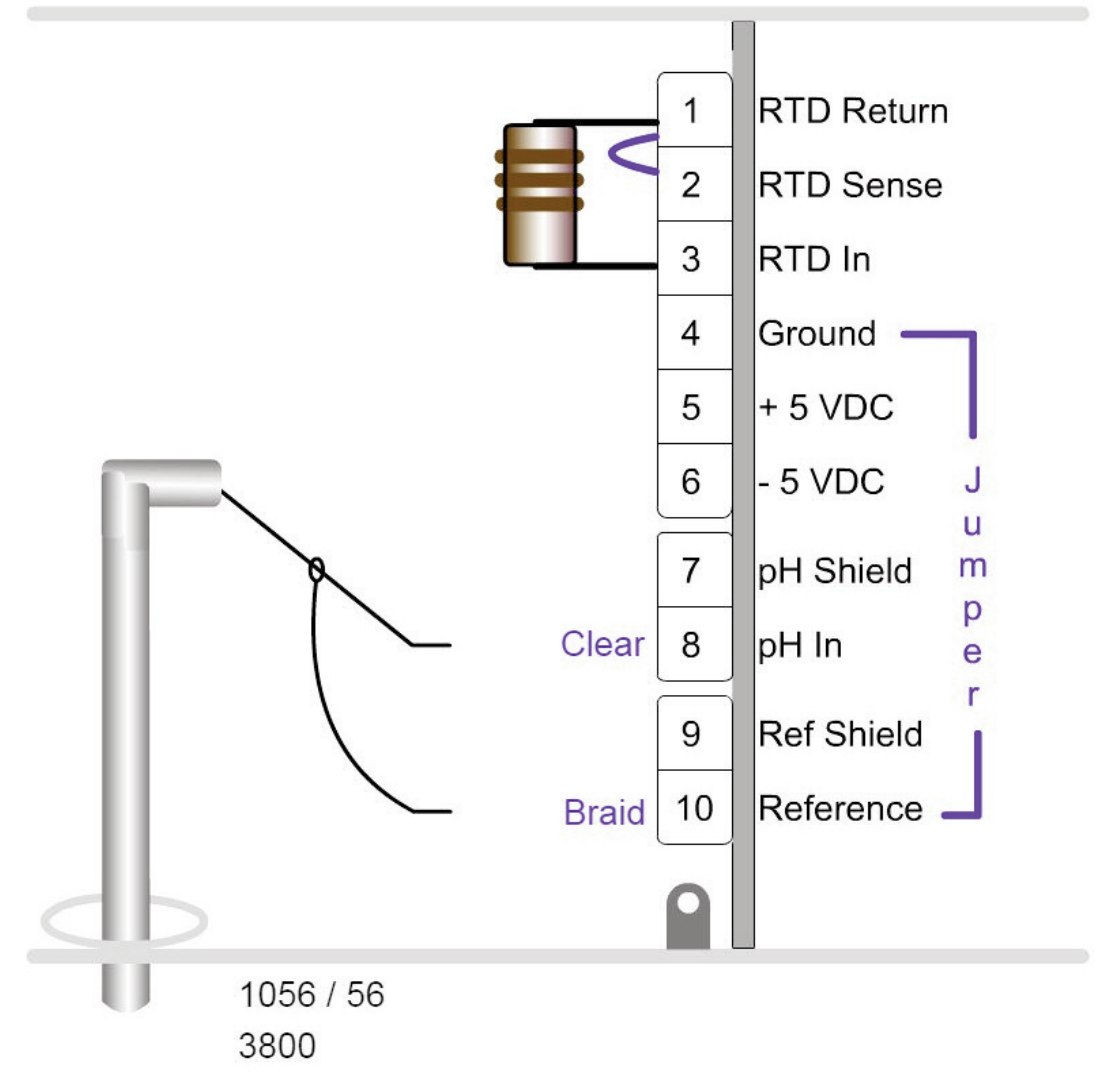 1 RTD Return
2 RTD Sense
3 RTD In
4 Ground
5 + 5 VDC
6 - 5 VDC
7 pH Shield
Clear 8 pH In
9 Ref Shield
Braid 10 Reference
Jumper
1056 / 56
3800